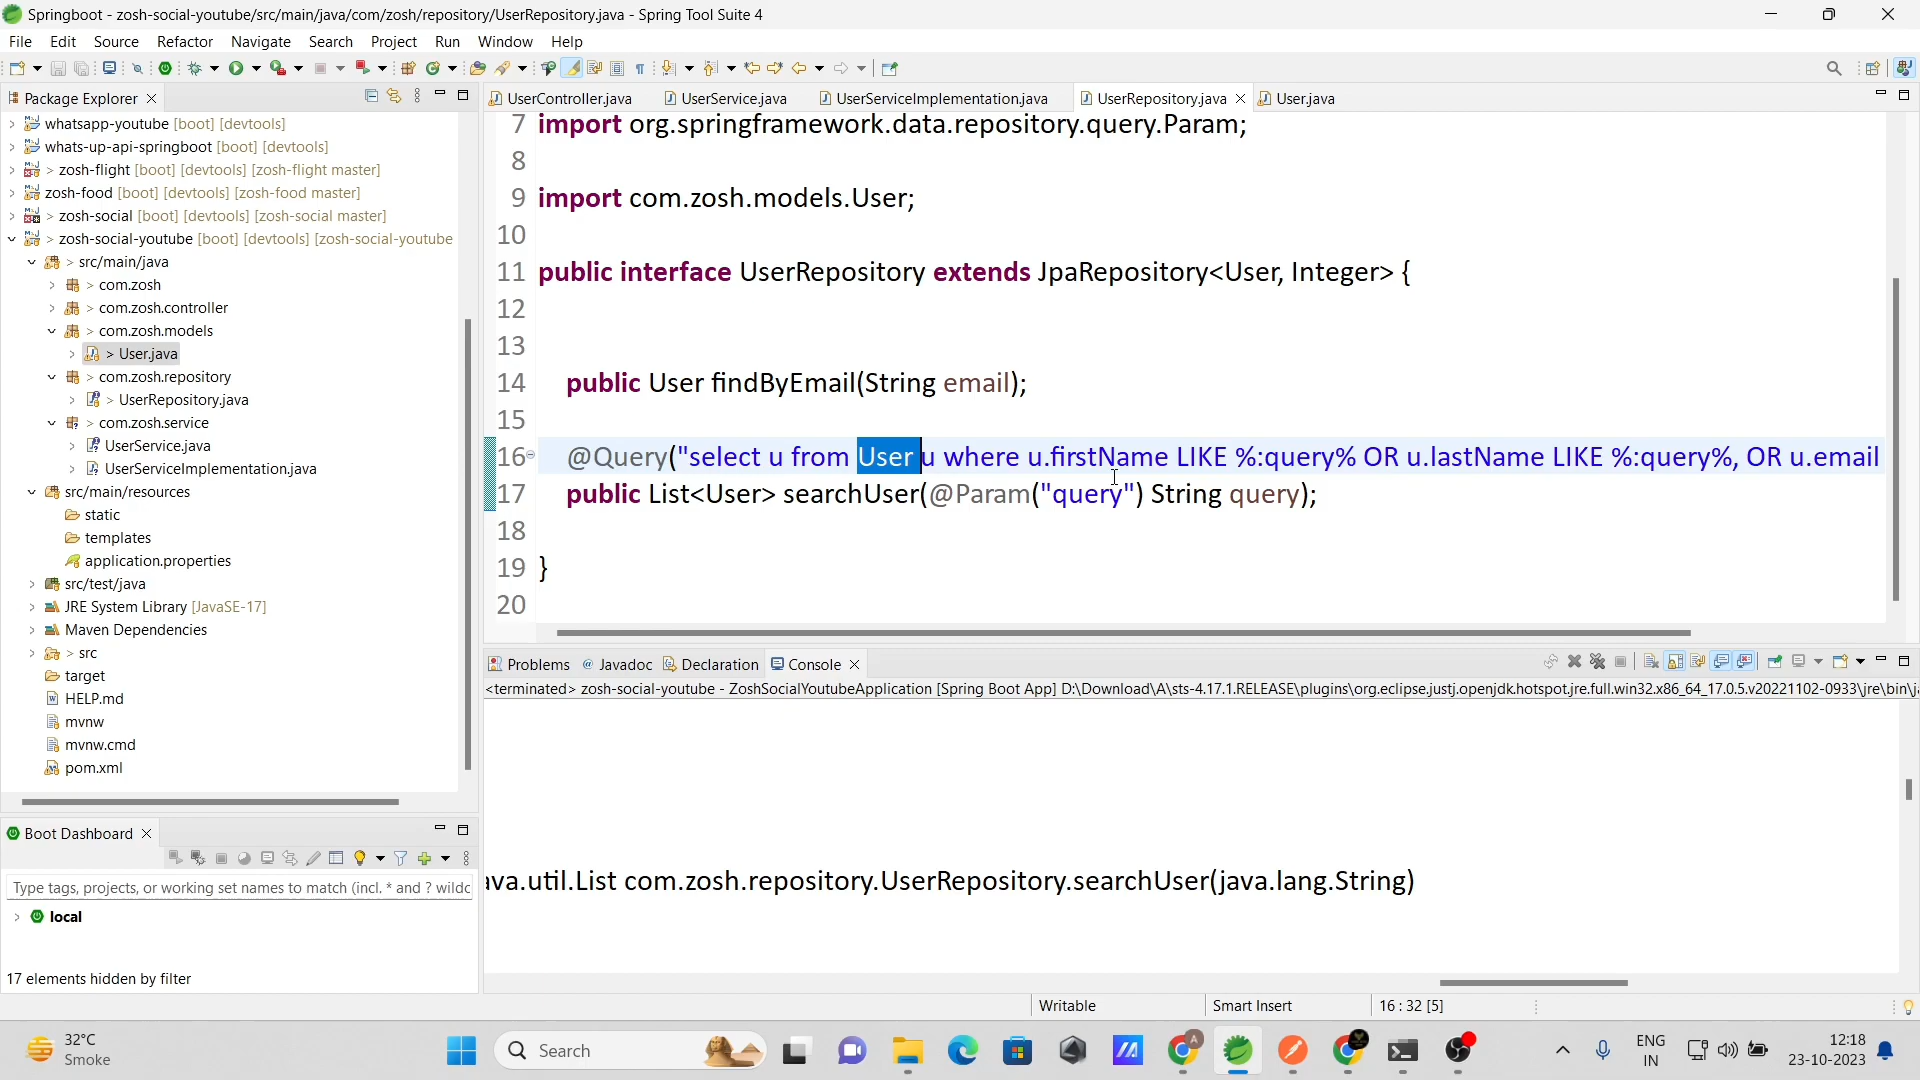 Springboot - zosh-social-youtube/src/main/java/com/zosh/repository/UserRepository.java - Spring Tool Suite 4
File Edit Source Refactor Navigate Search Project Run Window Help
Package Explorer
whatsapp-youtube [boot] [devtools]
whats-up-api-springboot [boot] [devtools]
> zosh-flight [boot] [devtools] [zosh-flight master]
zosh-food [boot] [devtools] [zosh-food master]
> zosh-social [boot] [devtools] [zosh-social master]
> zosh-social-youtube [boot] [devtools] [zosh-social-youtube
> src/main/java
> com.zosh
> com.zosh.controller
> com.zosh.models
> User.java
> com.zosh.repository
> UserRepository.java
> com.zosh.service
UserService.java
UserServiceImplementation.java
src/main/resources
static
templates
application.properties
src/test/java
JRE System Library [JavaSE-17]
Maven Dependencies
> src
target
HELP.md
mvnw
mvnw.cmd
pom.xml
Boot Dashboard
Type tags, projects, or working set names to match (incl. * and ? wildc
local
17 elements hidden by filter
UserController.java UserService.java UserServiceImplementation.java UserRepository.java User.java
7 import org.springframework.data.repository.query.Param;
8
9 import com.zosh.models.User;
10
11 public interface UserRepository extends JpaRepository<User, Integer> {
12
13
14 public User findByEmail(String email);
15
16 @Query("select u from User u where u.firstName LIKE %:query% OR u.lastName LIKE %:query%, OR u.email
17 public List<User> searchUser(@Param("query") String query);
18
19 }
20
Problems @ Javadoc Declaration Console
<terminated> zosh-social-youtube - ZoshSocialYoutubeApplication [Spring Boot App] D:\Download\A\sts-4.17.1.RELEASE\plugins\org.eclipse.justj.openjdk.hotspot.jre.full.win32.x86_64_17.0.5.v20221102-0933\jre\bin\j
ava.util.List com.zosh.repository.UserRepository.searchUser(java.lang.String)
Writable Smart Insert 16 : 32 [5]
32°C
Smoke
Search
ENG
IN
12:18
23-10-2023